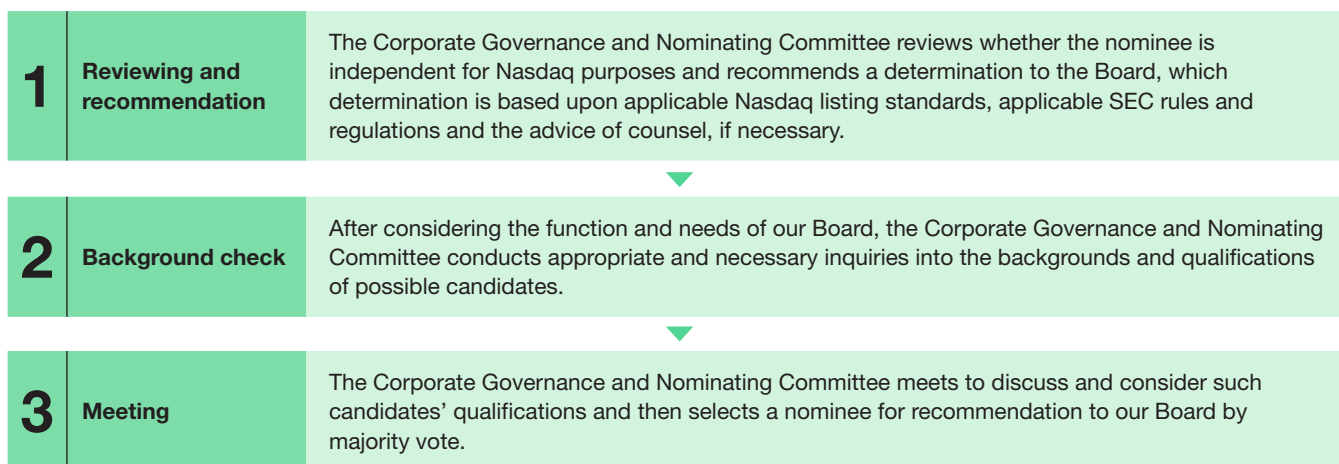 1
Reviewing and
recommendation
The Corporate Governance and Nominating Committee reviews whether the nominee is
independent for Nasdaq purposes and recommends a determination to the Board, which
determination is based upon applicable Nasdaq listing standards, applicable SEC rules and
regulations and the advice of counsel, if necessary.
2
Background check
After considering the function and needs of our Board, the Corporate Governance and Nominating
Committee conducts appropriate and necessary inquiries into the backgrounds and qualifications
of possible candidates.
3
Meeting
The Corporate Governance and Nominating Committee meets to discuss and consider such
candidates’ qualifications and then selects a nominee for recommendation to our Board by
majority vote.